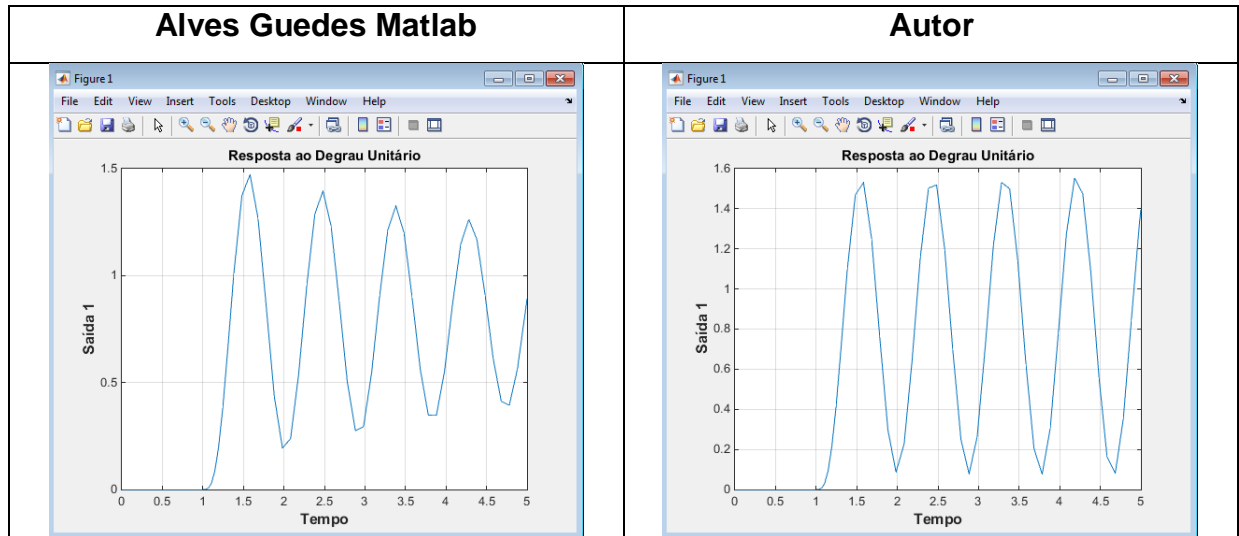 Alves Guedes Matlab
Autor
Figure 1
File Edit View Insert Tools Desktop Window Help
Resposta ao Degrau Unitário
1.5
1
0.5
0
Saída 1
0 0.5 1 1.5 2 2.5 3 3.5 4 4.5 5
Tempo
Figure 1
File Edit View Insert Tools Desktop Window Help
Resposta ao Degrau Unitário
1.6
1.4
1.2
1
0.8
0.6
0.4
0.2
0
Saída 1
0 0.5 1 1.5 2 2.5 3 3.5 4 4.5 5
Tempo